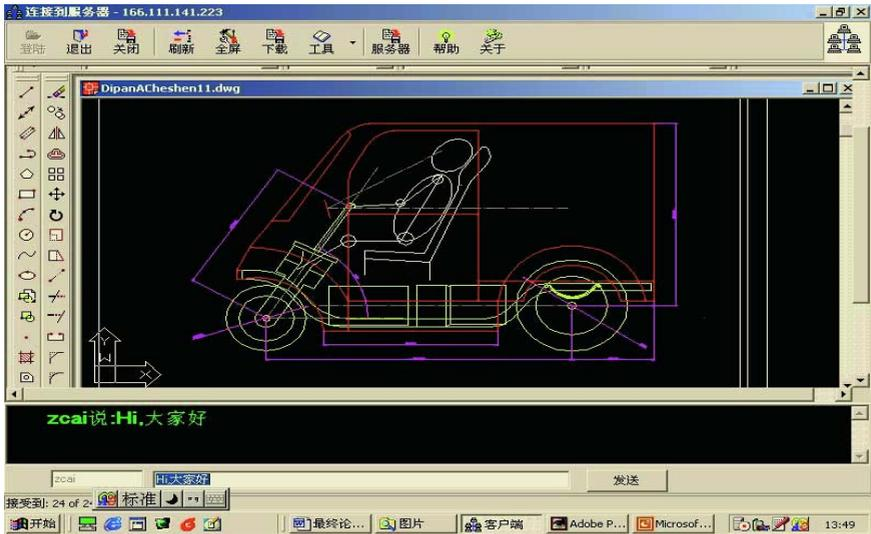 连接到服务器 - 166.111.141.223
登陆 退出 关闭 刷新 全屏 下载 工具 服务器 帮助 关于
DipanACheshen11.dwg
Y
W
X
zcai说:Hi,大家好
zcai Hi,大家好 发送
接受到: 24 of 2
标准
开始 最终论... 图片 客户端 Adobe P... Microsof... 13:49